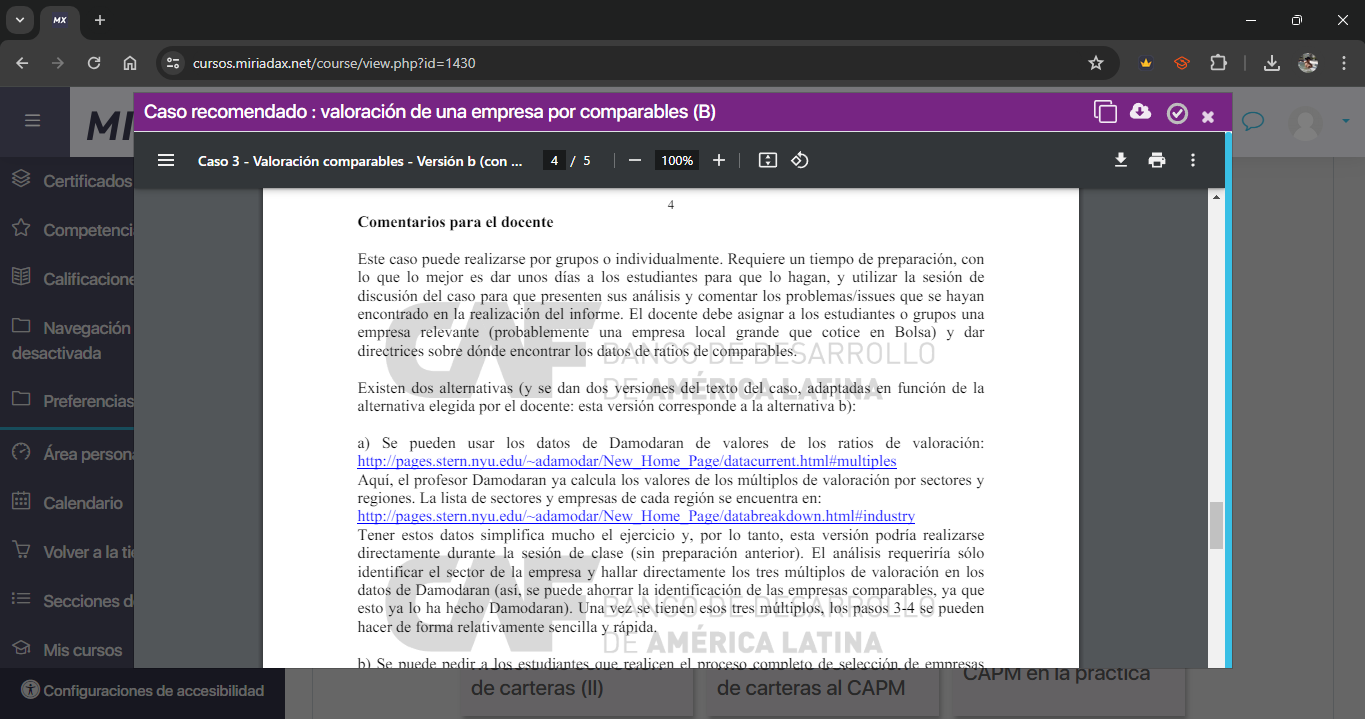 MX
cursos.miriadax.net/course/view.php?id=1430
Caso recomendado : valoración de una empresa por comparables (B)
Caso 3 - Valoración comparables - Versión b (con ...
4 / 5
100%
Certificados
Competenci
Calificacione
Navegación
desactivada
Preferencias
Área persona
Calendario
Volver a la tie
Secciones d
Mis cursos
Configuraciones de accesibilidad
4
Comentarios para el docente
Este caso puede realizarse por grupos o individualmente. Requiere un tiempo de preparación, con
lo que lo mejor es dar unos días a los estudiantes para que lo hagan, y utilizar la sesión de
discusión del caso para que presenten sus análisis y comentar los problemas/issues que se hayan
encontrado en la realización del informe. El docente debe asignar a los estudiantes o grupos una
empresa relevante (probablemente una empresa local grande que cotice en Bolsa) y dar
directrices sobre dónde encontrar los datos de ratios de comparables.
Existen dos alternativas (y se dan dos versiones del texto del caso, adaptadas en función de la
alternativa elegida por el docente: esta versión corresponde a la alternativa b):
a) Se pueden usar los datos de Damodaran de valores de los ratios de valoración:
http://pages.stern.nyu.edu/~adamodar/New_Home_Page/datacurrent.html#multiples
Aquí, el profesor Damodaran ya calcula los valores de los múltiplos de valoración por sectores y
regiones. La lista de sectores y empresas de cada región se encuentra en:
http://pages.stern.nyu.edu/~adamodar/New_Home_Page/databreakdown.html#industry
Tener estos datos simplifica mucho el ejercicio y, por lo tanto, esta versión podría realizarse
directamente durante la sesión de clase (sin preparación anterior). El análisis requeriría sólo
identificar el sector de la empresa y hallar directamente los tres múltiplos de valoración en los
datos de Damodaran (así, se puede ahorrar la identificación de las empresas comparables, ya que
esto ya lo ha hecho Damodaran). Una vez se tienen esos tres múltiplos, los pasos 3-4 se pueden
hacer de forma relativamente sencilla y rápida.
b) Se puede pedir a los estudiantes que realicen el proceso completo de selección de empresas
CAF
BANCO DE DESARROLLO
DE AMÉRICA LATINA
CAF
BANCO DE DESARROLLO
DE AMÉRICA LATINA
de carteras (II)
de carteras al CAPM
CAPM en la práctica